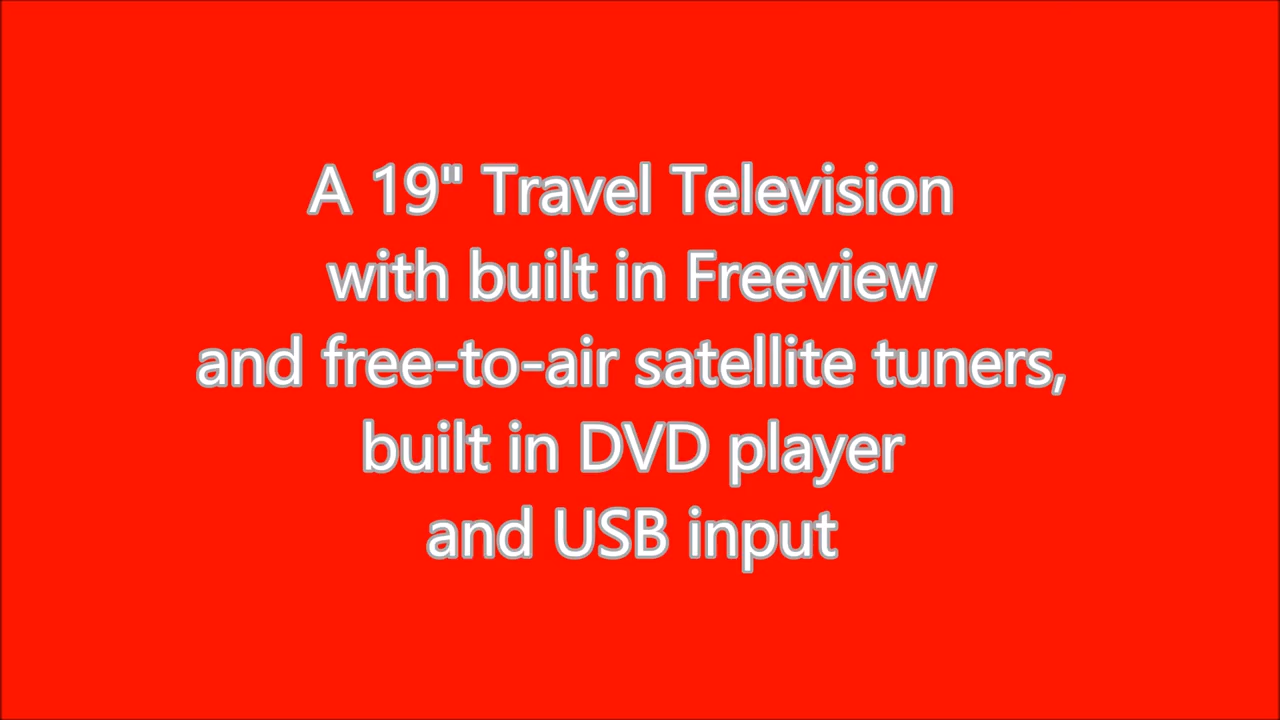 A 19" Travel Television
with built in Freeview
and free-to-air satellite tuners,
built in DVD player
and USB input